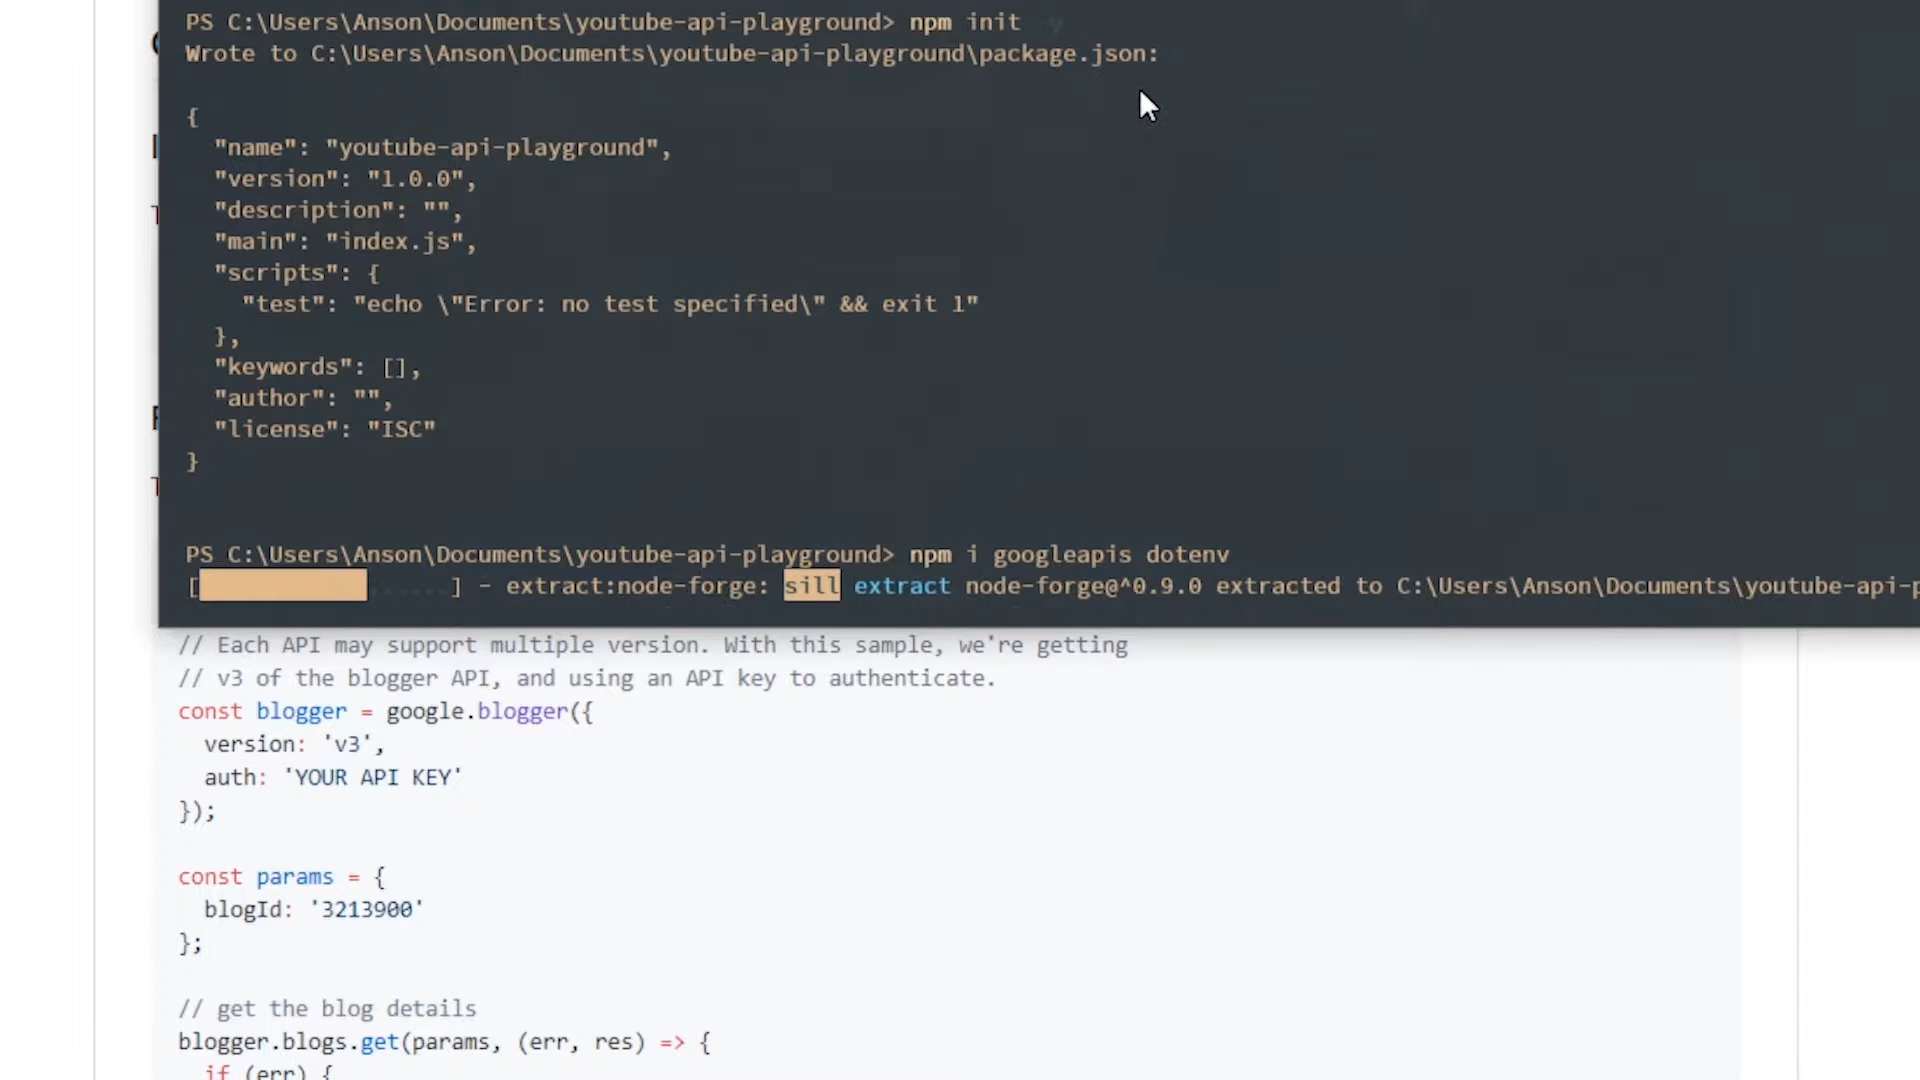 PS C:\Users\Anson\Documents\youtube-api-playground> npm init -y
Wrote to C:\Users\Anson\Documents\youtube-api-playground\package.json:
{
"name": "youtube-api-playground",
"version": "1.0.0",
"description": "",
"main": "index.js",
"scripts": {
"test": "echo \"Error: no test specified\" && exit 1"
},
"keywords": [],
"author": "",
"license": "ISC"
}
PS C:\Users\Anson\Documents\youtube-api-playground> npm i googleapis dotenv
[ ......] - extract:node-forge: sill extract node-forge@^0.9.0 extracted to C:\Users\Anson\Documents\youtube-api-p
// Each API may support multiple version. With this sample, we're getting
// v3 of the blogger API, and using an API key to authenticate.
const blogger = google.blogger({
version: 'v3',
auth: 'YOUR API KEY'
});
const params = {
blogId: '3213900'
};
// get the blog details
blogger.blogs.get(params, (err, res) => {
if (err) {